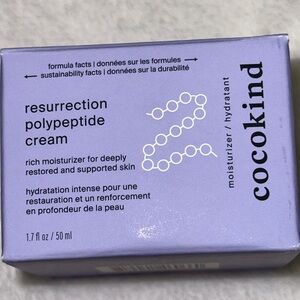 formula facts | données sur les formules
sustainability facts | données sur la durabilité
resurrection
polypeptide
cream
rich moisturizer for deeply
restored and supported skin
hydratation intense pour une
restauration et un renforcement
en profondeur de la peau
1.7 fl oz / 50 ml
moisturizer / hydratant
cocokind